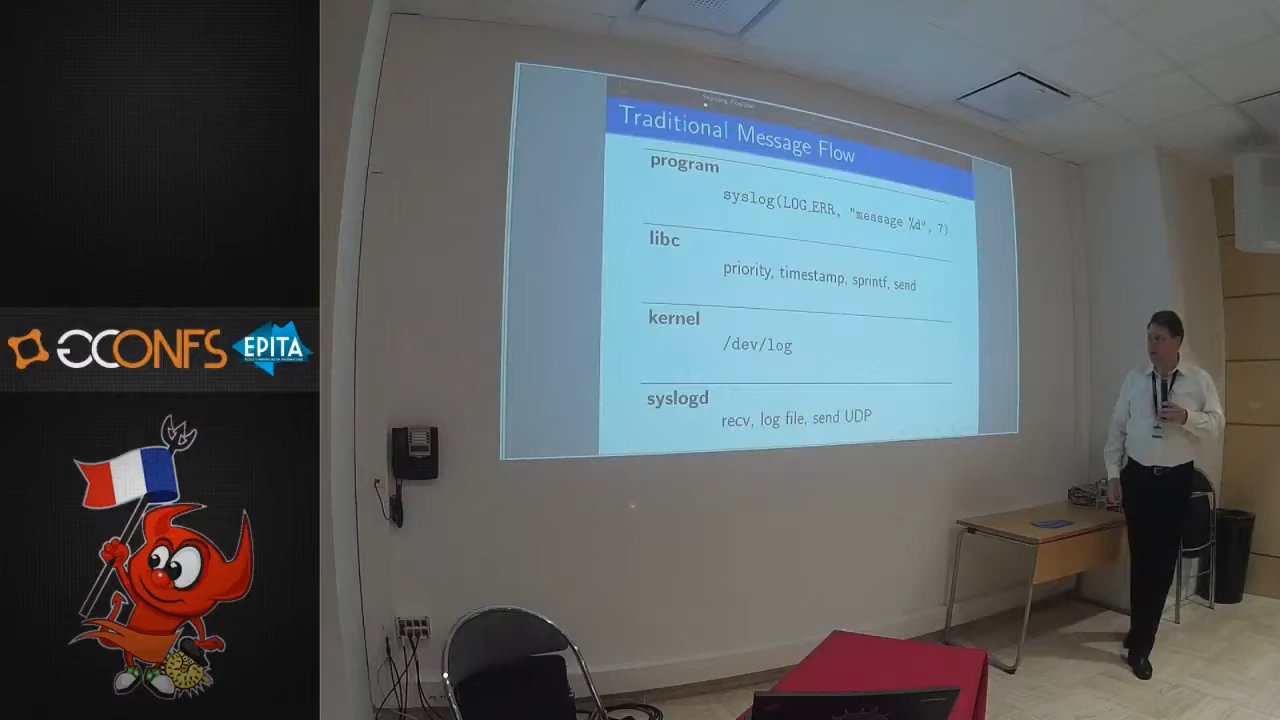 Traditional Message Flow
program
syslog(LOG_ERR, "message %d", 7)
libc
priority, timestamp, sprintf, send
kernel
/dev/log
syslogd
recv, log file, send UDP
GCONFS
EPITA